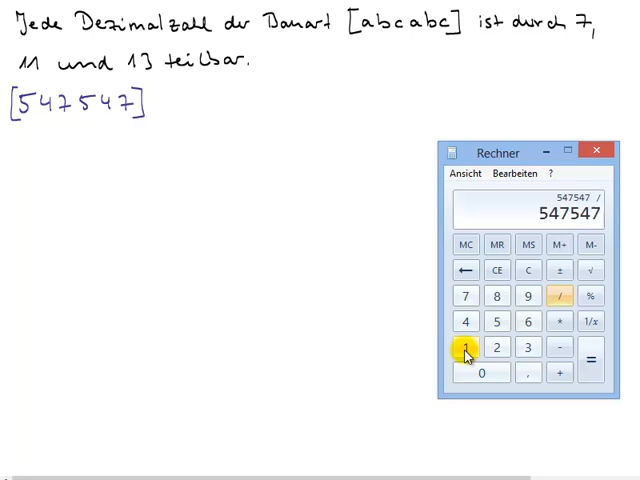 Jede Dezimalzahl der Bauart [abcabc] ist durch 7,
11 und 13 teilbar.
[547547]
Rechner
Ansicht Bearbeiten ?
547547 /
547547
MC MR MS M+ M-
← CE C ± √
7 8 9 / %
4 5 6 * 1/x
1 2 3 - =
0 , +